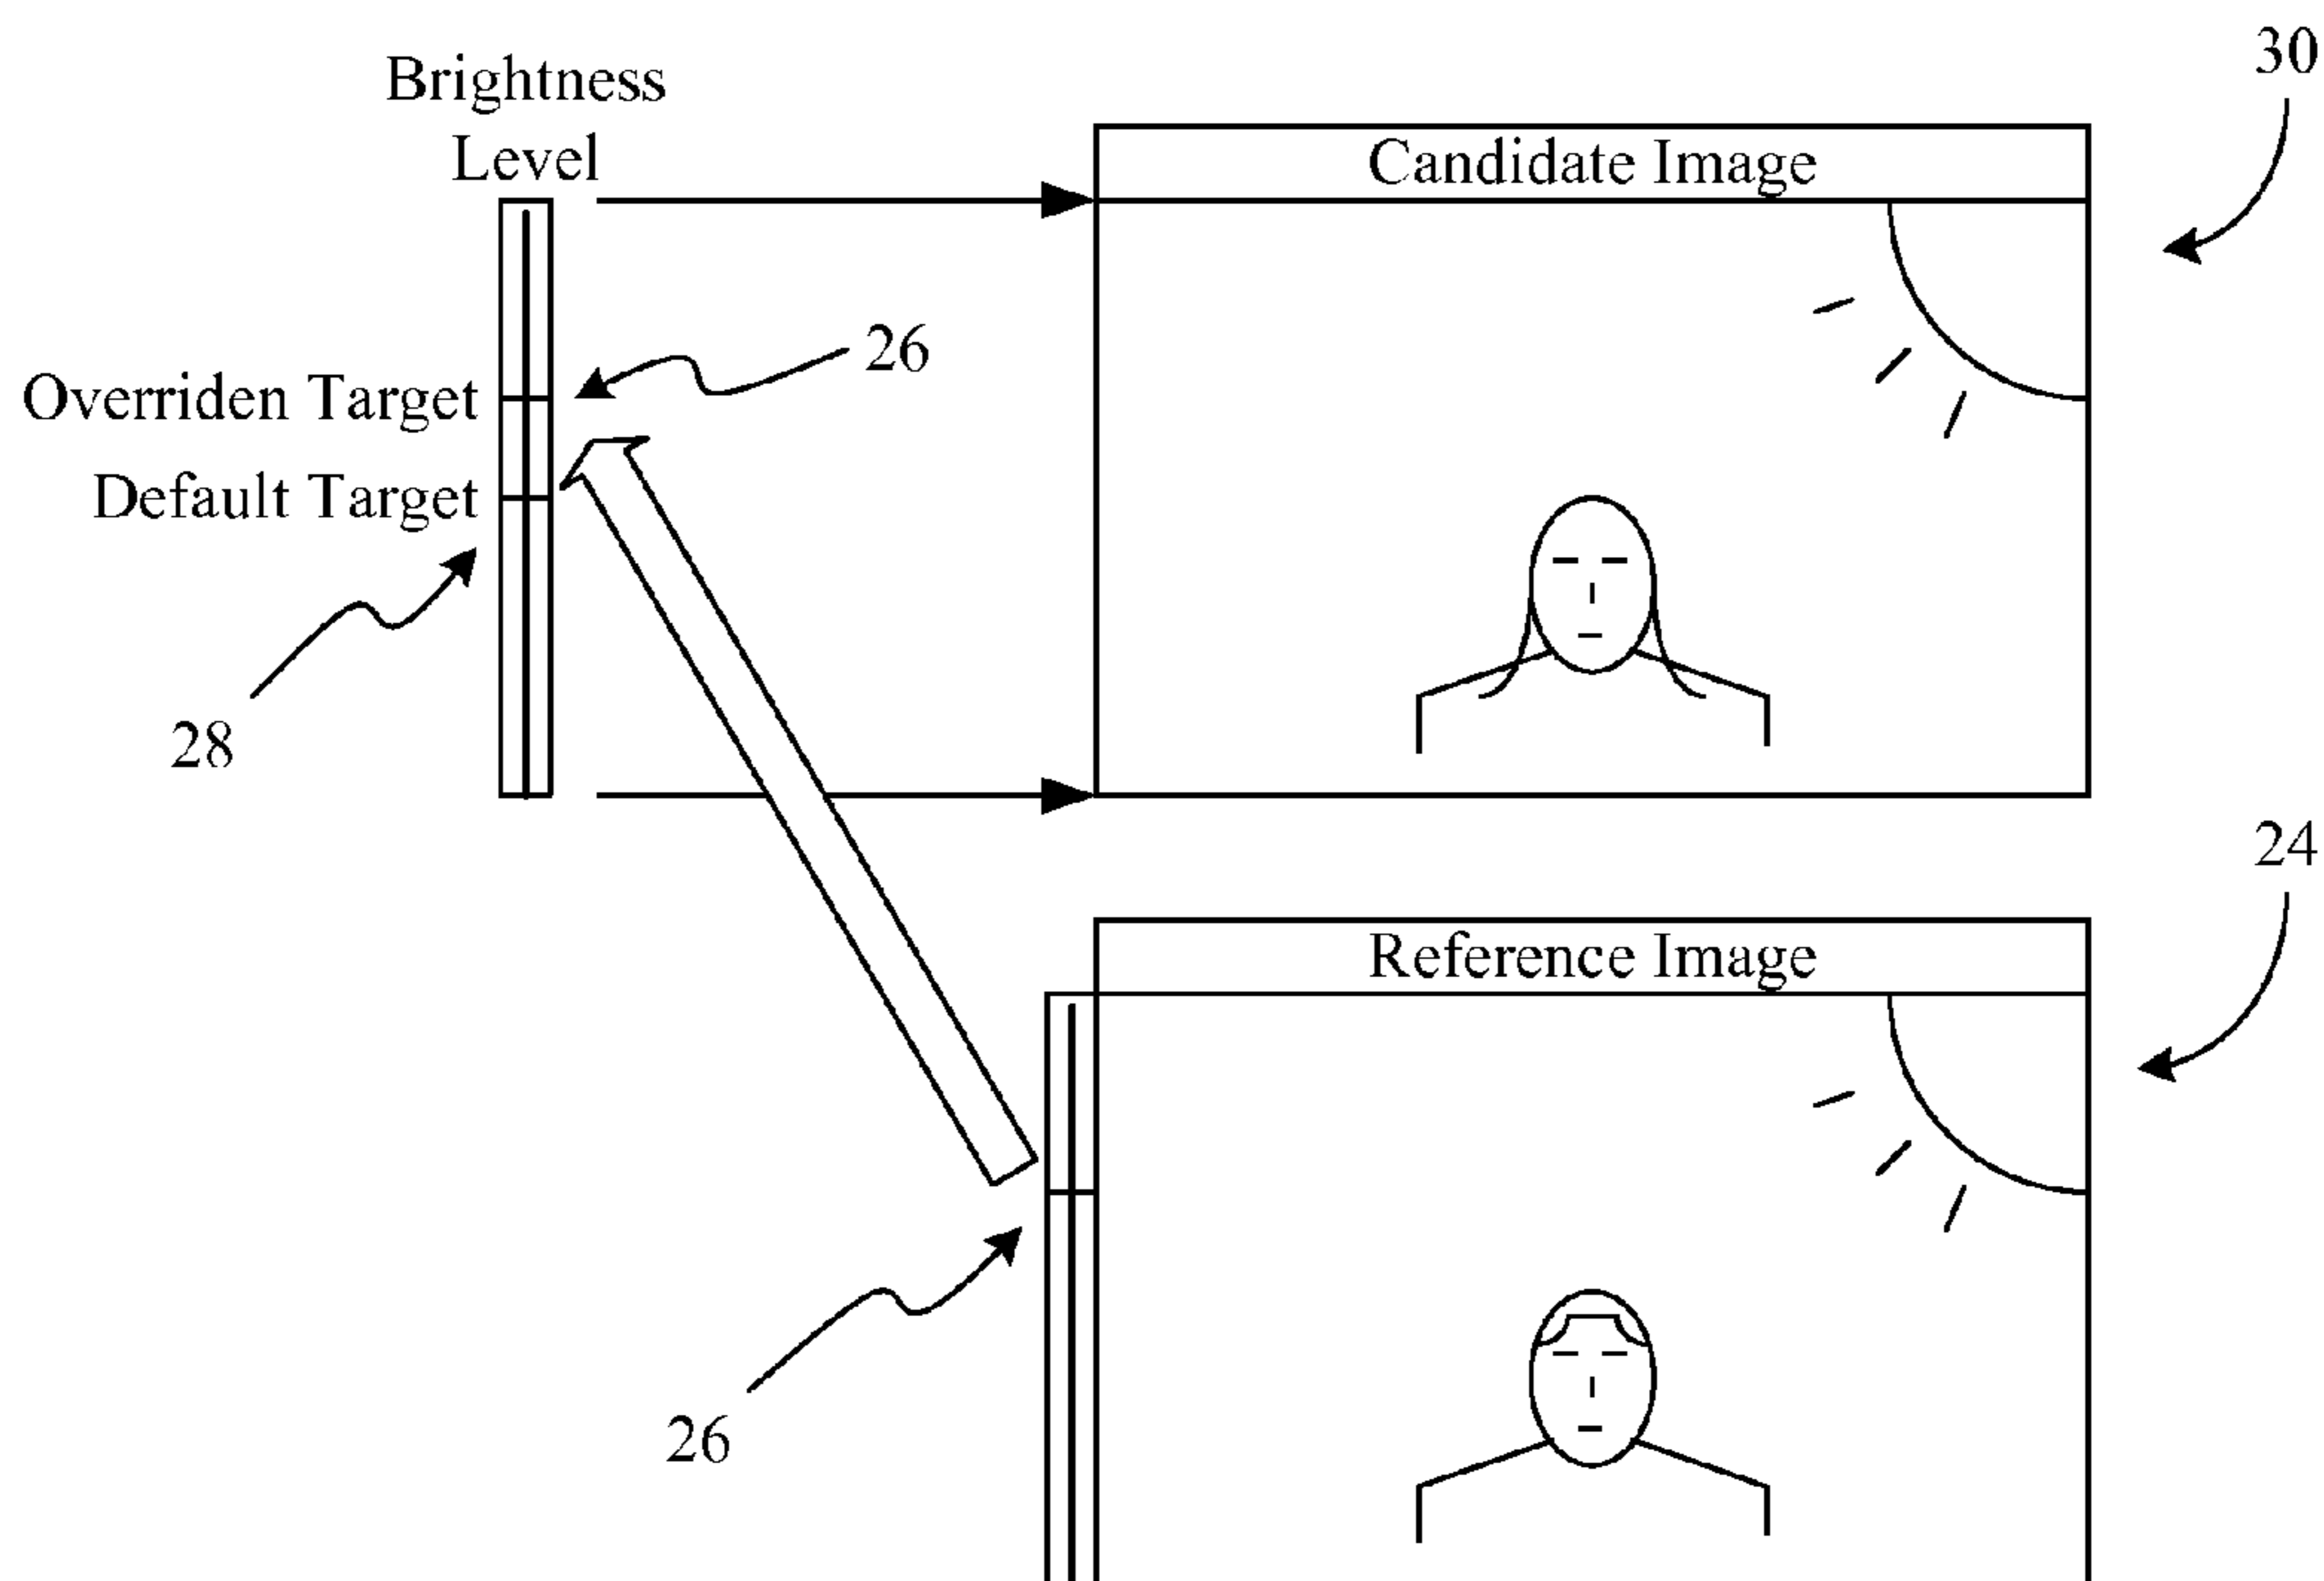 30
Brightness
Level
Candidate Image
26
Overriden Target
Default Target
28
24
Reference Image
26